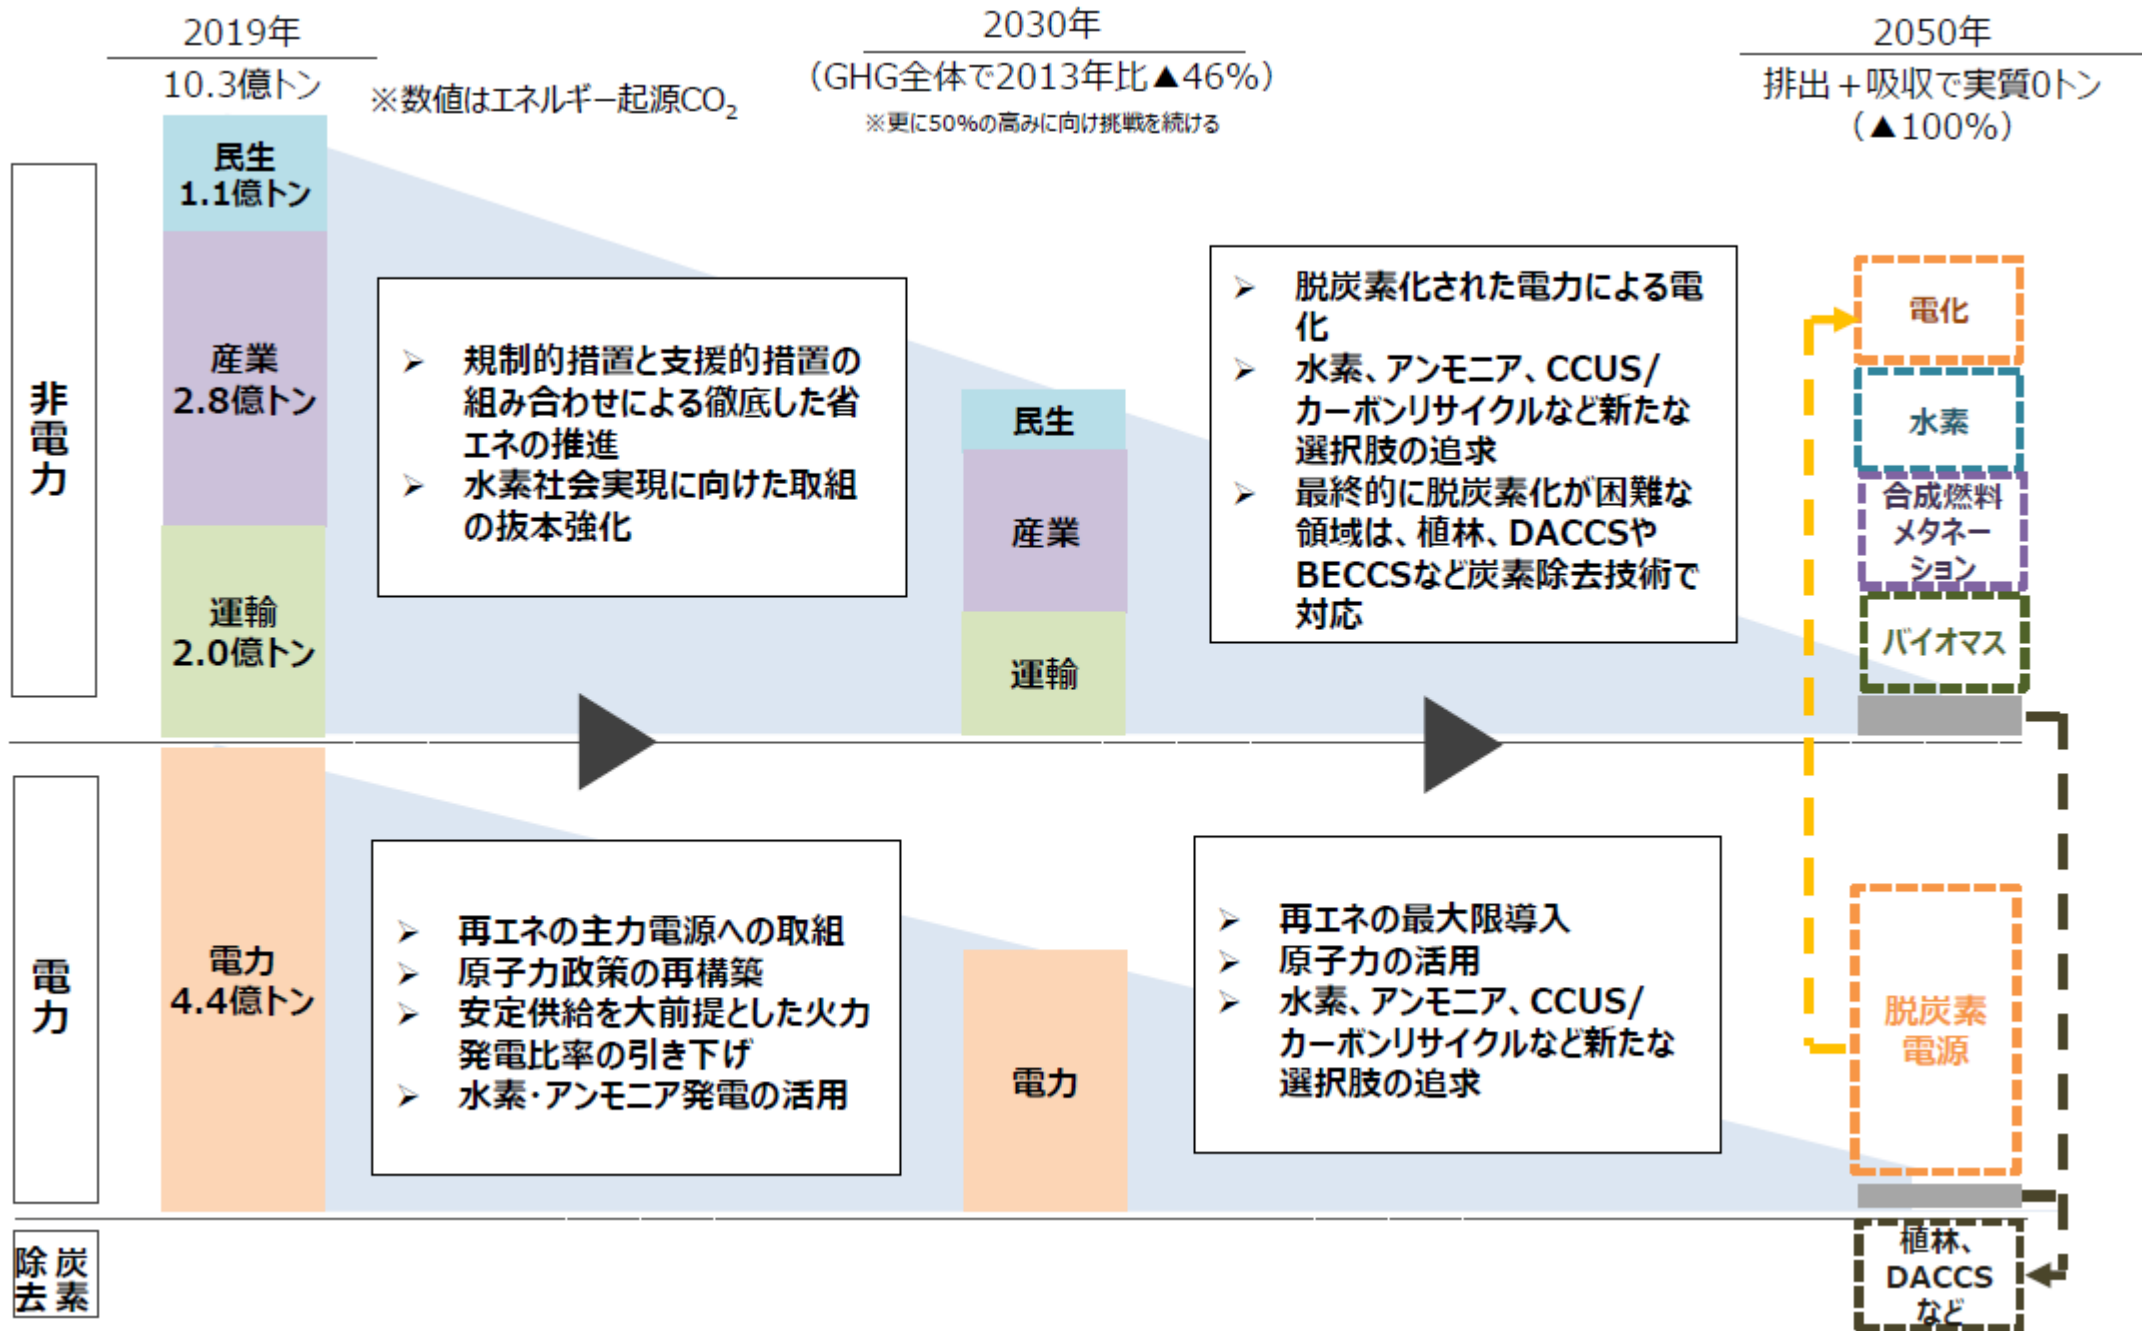 2019年
10.3億トン
※数値はエネルギー起源CO₂
2030年
（GHG全体で2013年比▲46%）
※更に50%の高みに向け挑戦を続ける
2050年
排出＋吸収で実質0トン
（▲100%）
非電力
民生
1.1億トン
産業
2.8億トン
運輸
2.0億トン
➢ 規制的措置と支援的措置の
組み合わせによる徹底した省
エネの推進
➢ 水素社会実現に向けた取組
の抜本強化
民生
産業
運輸
➢ 脱炭素化された電力による電
化
➢ 水素、アンモニア、CCUS/
カーボンリサイクルなど新たな
選択肢の追求
➢ 最終的に脱炭素化が困難な
領域は、植林、DACCSや
BECCSなど炭素除去技術で
対応
電化
水素
合成燃料
メタネー
ション
バイオマス
電力
電力
4.4億トン
➢ 再エネの主力電源への取組
➢ 原子力政策の再構築
➢ 安定供給を大前提とした火力
発電比率の引き下げ
➢ 水素・アンモニア発電の活用
電力
➢ 再エネの最大限導入
➢ 原子力の活用
➢ 水素、アンモニア、CCUS/
カーボンリサイクルなど新たな
選択肢の追求
脱炭素
電源
炭素
除去
植林、
DACCS
など